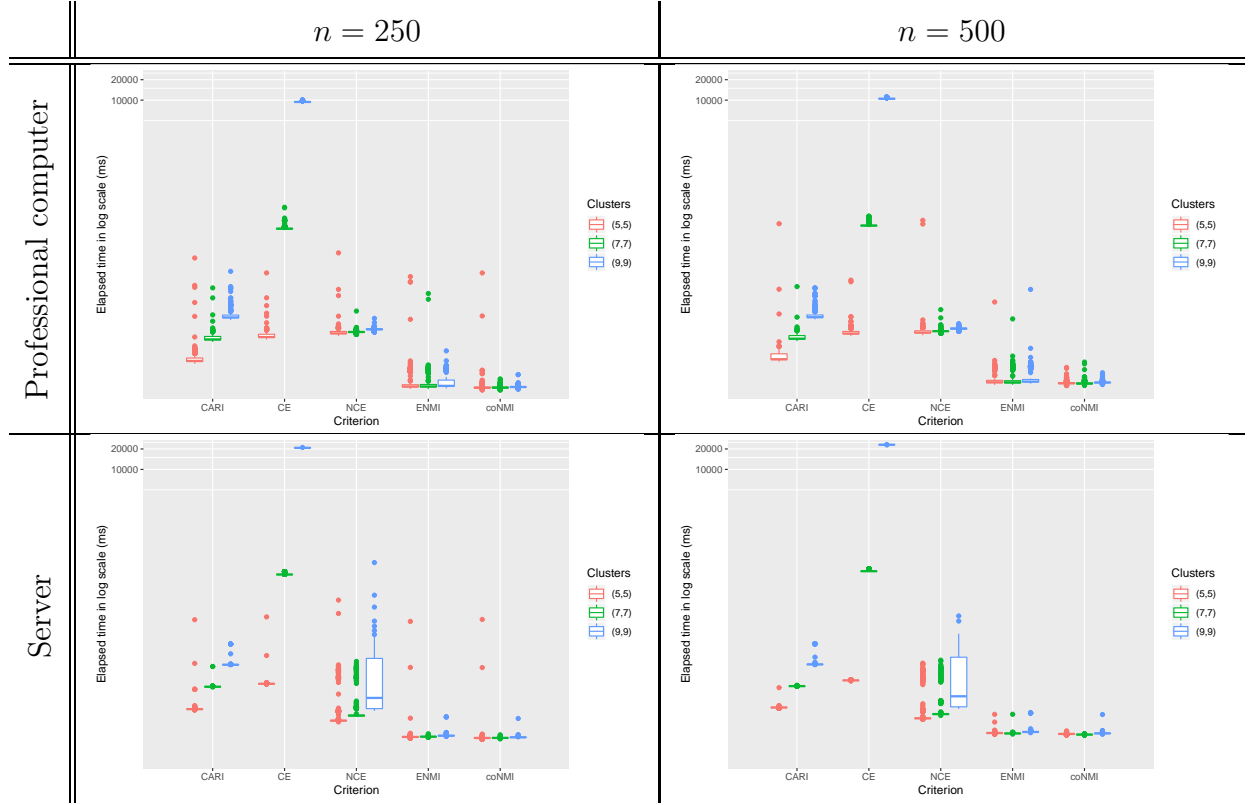 n = 250
n = 500
Professional computer
20000
10000
Elapsed time in log scale (ms)
CARI CE NCE ENMI coNMI
Criterion
Clusters
(5,5)
(7,7)
(9,9)
20000
10000
Elapsed time in log scale (ms)
CARI CE NCE ENMI coNMI
Criterion
Clusters
(5,5)
(7,7)
(9,9)
Server
20000
10000
Elapsed time in log scale (ms)
CARI CE NCE ENMI coNMI
Criterion
Clusters
(5,5)
(7,7)
(9,9)
20000
10000
Elapsed time in log scale (ms)
CARI CE NCE ENMI coNMI
Criterion
Clusters
(5,5)
(7,7)
(9,9)